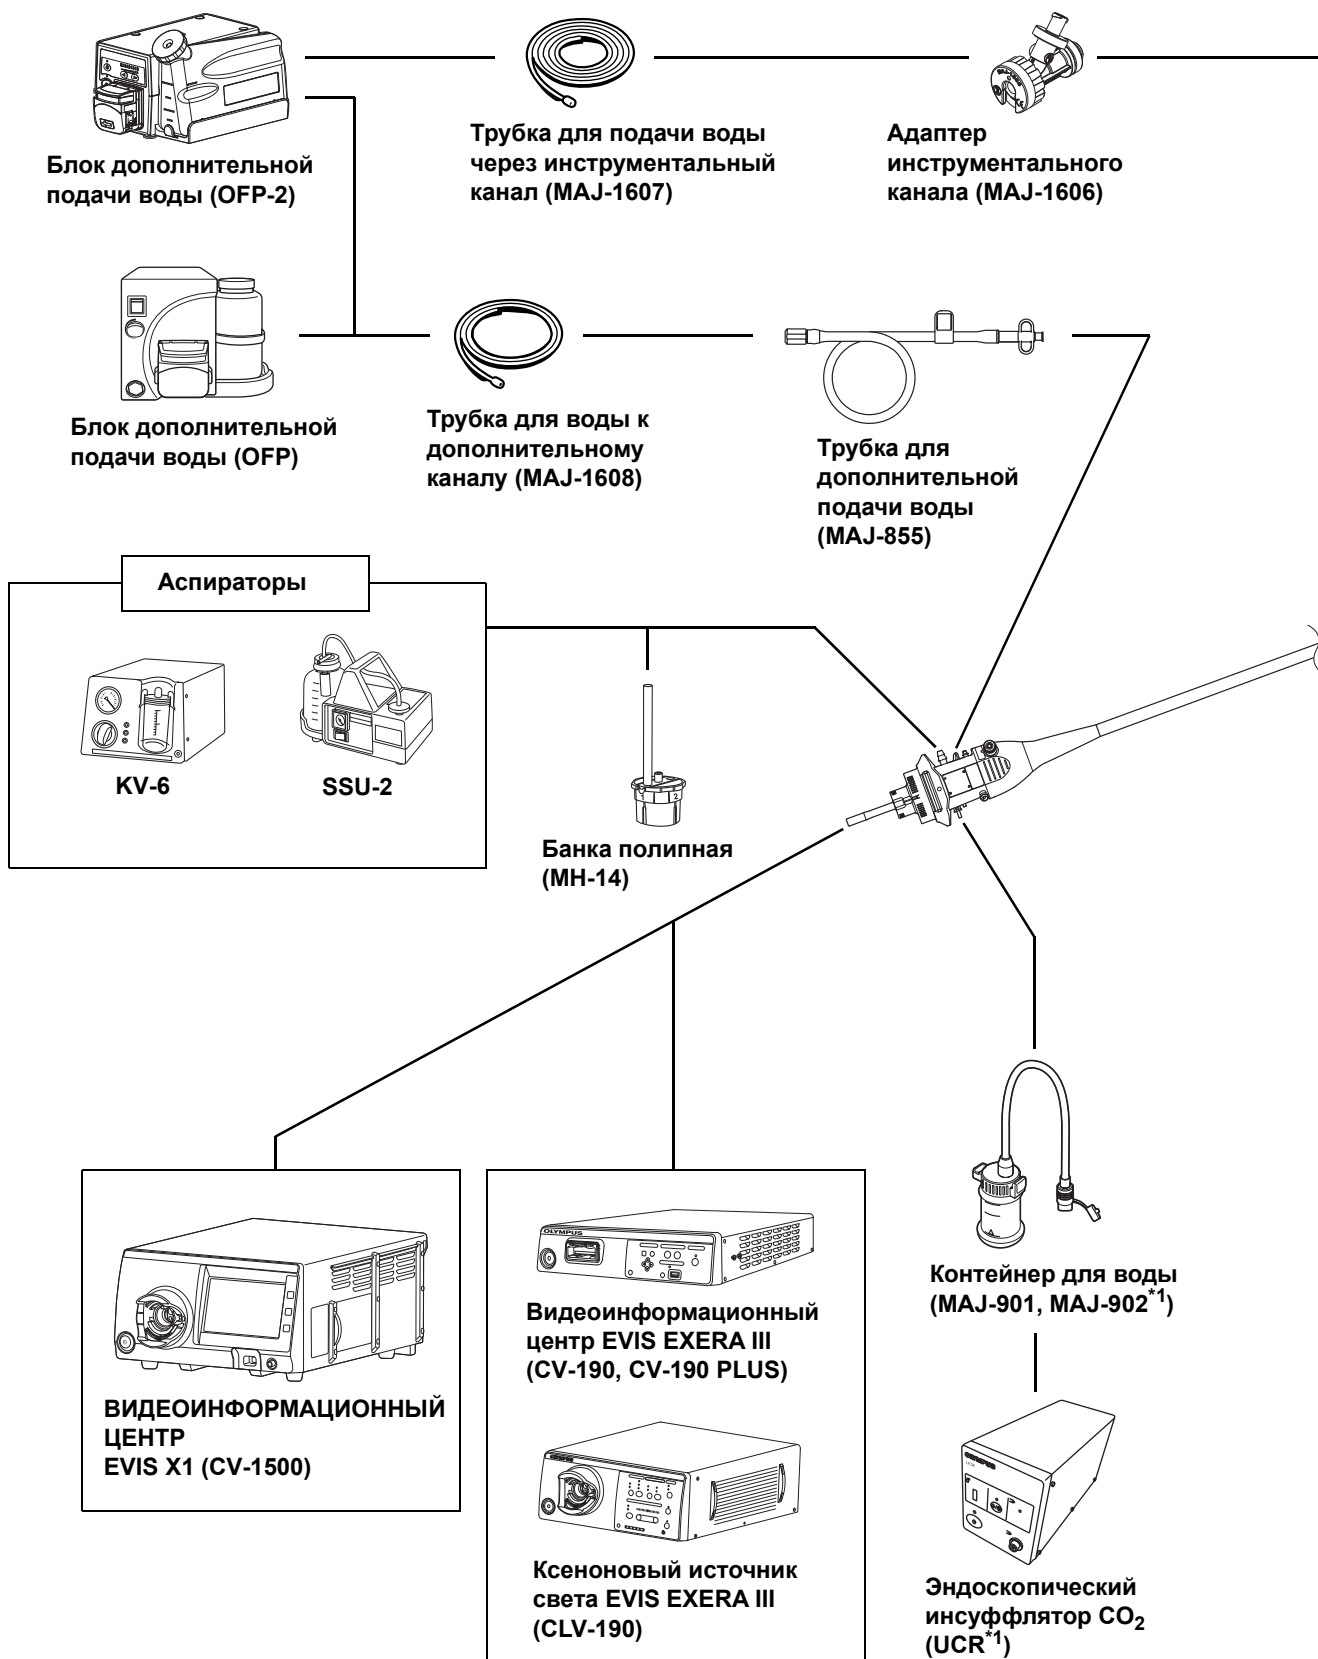 Блок дополнительной
подачи воды (OFP-2)
Трубка для подачи воды
через инструментальный
канал (MAJ-1607)
Адаптер
инструментального
канала (MAJ-1606)
Блок дополнительной
подачи воды (OFP)
Трубка для воды к
дополнительному
каналу (MAJ-1608)
Трубка для
дополнительной
подачи воды
(MAJ-855)
Аспираторы
KV-6
SSU-2
Банка полипная
(MH-14)
ВИДЕОИНФОРМАЦИОННЫЙ
ЦЕНТР
EVIS X1 (CV-1500)
OLYMPUS
Видеоинформационный
центр EVIS EXERA III
(CV-190, CV-190 PLUS)
Ксеноновый источник
света EVIS EXERA III
(CLV-190)
Контейнер для воды
(MAJ-901, MAJ-902*1)
OLYMPUS
UCR
Эндоскопический
инсуффлятор CO2
(UCR*1)